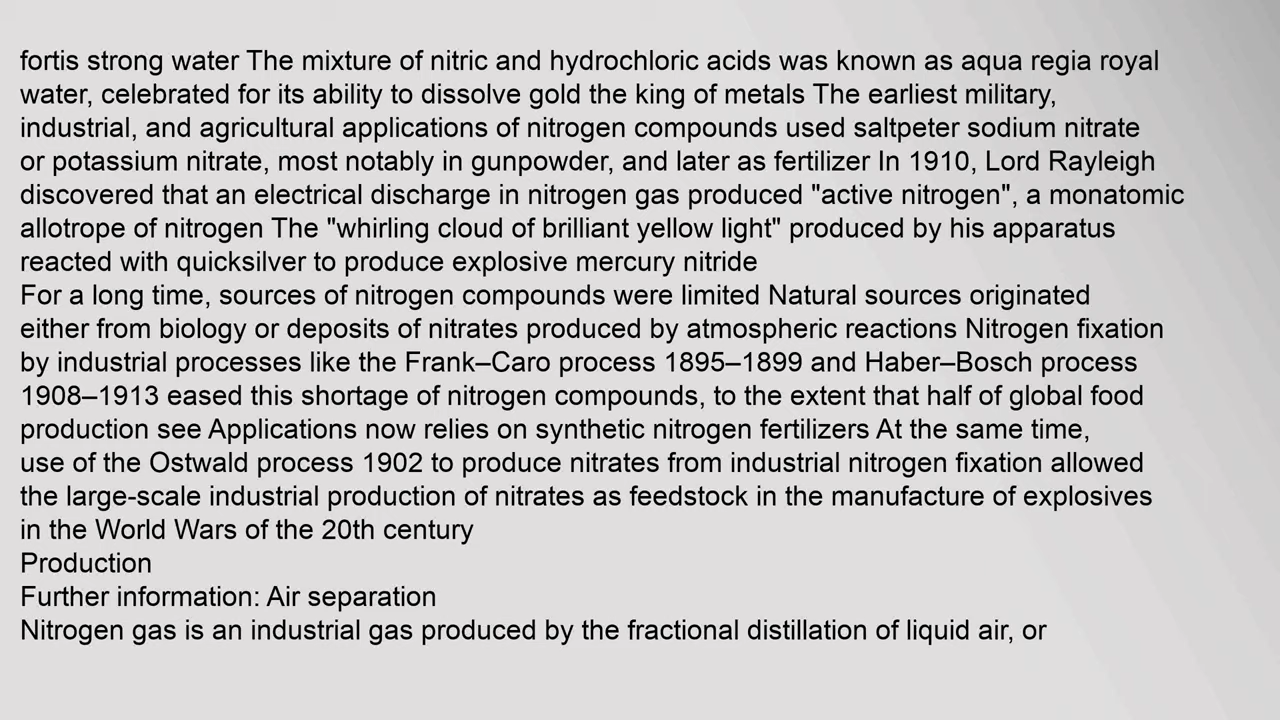 fortis strong water The mixture of nitric and hydrochloric acids was known as aqua regia royal
water, celebrated for its ability to dissolve gold the king of metals The earliest military,
industrial, and agricultural applications of nitrogen compounds used saltpeter sodium nitrate
or potassium nitrate, most notably in gunpowder, and later as fertilizer In 1910, Lord Rayleigh
discovered that an electrical discharge in nitrogen gas produced "active nitrogen", a monatomic
allotrope of nitrogen The "whirling cloud of brilliant yellow light" produced by his apparatus
reacted with quicksilver to produce explosive mercury nitride
For a long time, sources of nitrogen compounds were limited Natural sources originated
either from biology or deposits of nitrates produced by atmospheric reactions Nitrogen fixation
by industrial processes like the Frank–Caro process 1895–1899 and Haber–Bosch process
1908–1913 eased this shortage of nitrogen compounds, to the extent that half of global food
production see Applications now relies on synthetic nitrogen fertilizers At the same time,
use of the Ostwald process 1902 to produce nitrates from industrial nitrogen fixation allowed
the large-scale industrial production of nitrates as feedstock in the manufacture of explosives
in the World Wars of the 20th century
Production
Further information: Air separation
Nitrogen gas is an industrial gas produced by the fractional distillation of liquid air, or